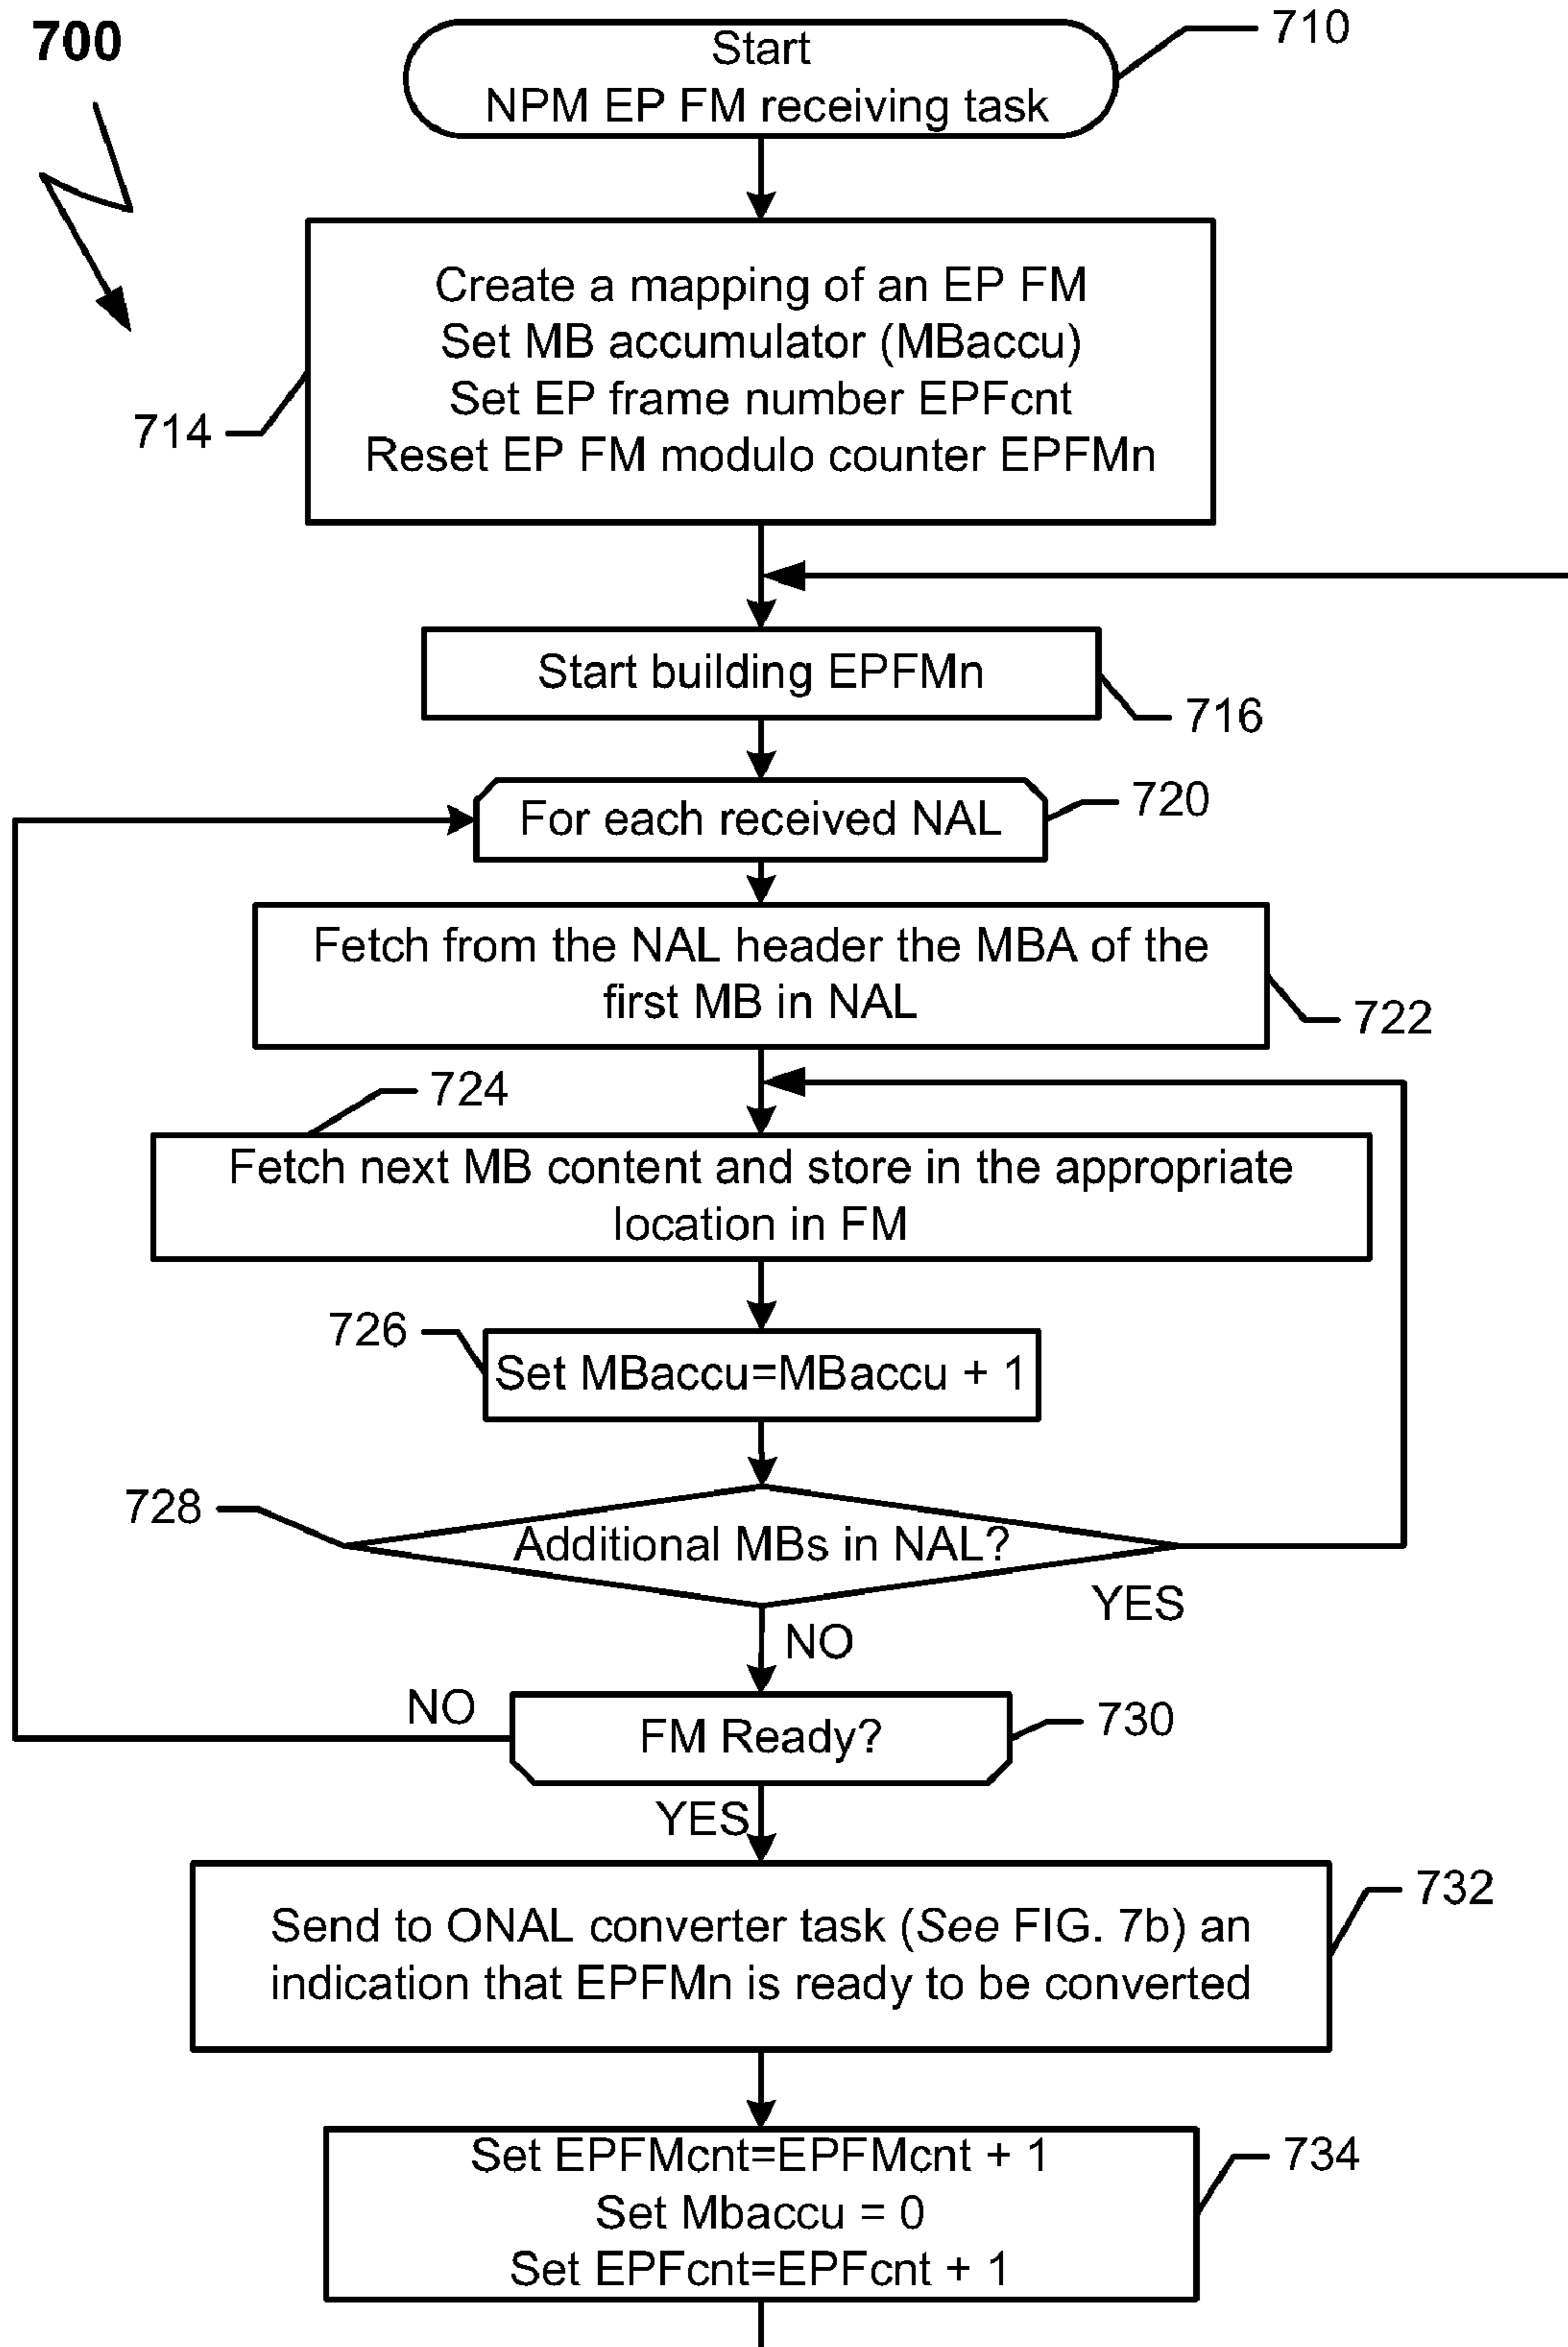 700
710
Start
NPM EP FM receiving task
Create a mapping of an EP FM
Set MB accumulator (MBaccu)
Set EP frame number EPFcnt
Reset EP FM modulo counter EPFMn
714
Start building EPFMn
716
For each received NAL
720
Fetch from the NAL header the MBA of the
first MB in NAL
722
724
Fetch next MB content and store in the appropriate
location in FM
726
Set MBaccu=MBaccu + 1
728
Additional MBs in NAL?
YES
NO
NO
FM Ready?
730
YES
732
Send to ONAL converter task (See FIG. 7b) an
indication that EPFMn is ready to be converted
Set EPFMcnt=EPFMcnt + 1
Set Mbaccu = 0
Set EPFcnt=EPFcnt + 1
734